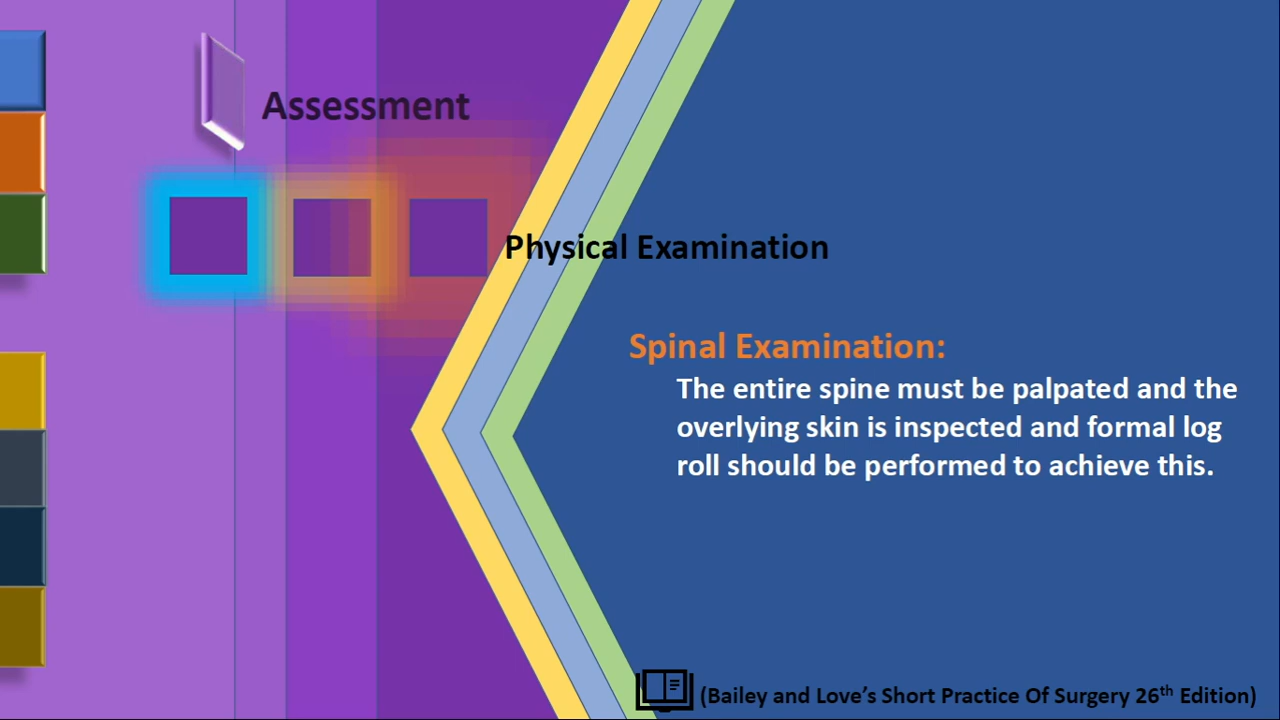 Assessment
Physical Examination
Spinal Examination:
The entire spine must be palpated and the
overlying skin is inspected and formal log
roll should be performed to achieve this.
(Bailey and Love’s Short Practice Of Surgery 26th Edition)